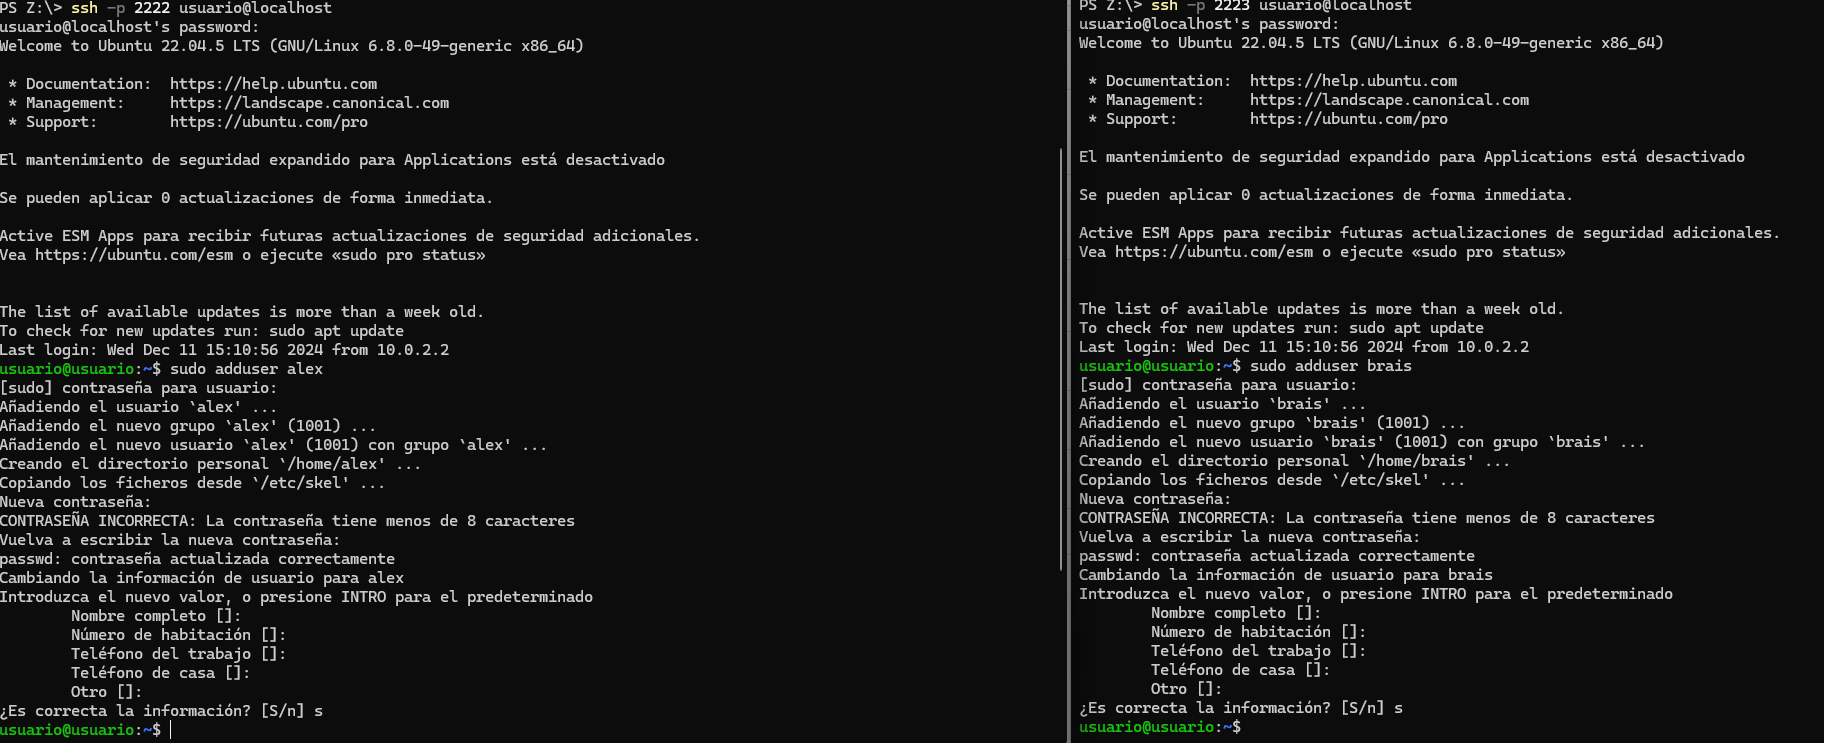 PS Z:\> ssh -p 2222 usuario@localhost
usuario@localhost's password:
Welcome to Ubuntu 22.04.5 LTS (GNU/Linux 6.8.0-49-generic x86_64)
* Documentation:  https://help.ubuntu.com
* Management:     https://landscape.canonical.com
* Support:        https://ubuntu.com/pro
El mantenimiento de seguridad expandido para Applications está desactivado
Se pueden aplicar 0 actualizaciones de forma inmediata.
Active ESM Apps para recibir futuras actualizaciones de seguridad adicionales.
Vea https://ubuntu.com/esm o ejecute «sudo pro status»
The list of available updates is more than a week old.
To check for new updates run: sudo apt update
Last login: Wed Dec 11 15:10:56 2024 from 10.0.2.2
usuario@usuario:~$ sudo adduser alex
[sudo] contraseña para usuario:
Añadiendo el usuario `alex' ...
Añadiendo el nuevo grupo `alex' (1001) ...
Añadiendo el nuevo usuario `alex' (1001) con grupo `alex' ...
Creando el directorio personal `/home/alex' ...
Copiando los ficheros desde `/etc/skel' ...
Nueva contraseña:
CONTRASEÑA INCORRECTA: La contraseña tiene menos de 8 caracteres
Vuelva a escribir la nueva contraseña:
passwd: contraseña actualizada correctamente
Cambiando la información de usuario para alex
Introduzca el nuevo valor, o presione INTRO para el predeterminado
Nombre completo []:
Número de habitación []:
Teléfono del trabajo []:
Teléfono de casa []:
Otro []:
¿Es correcta la información? [S/n] s
usuario@usuario:~$
PS Z:\> ssh -p 2223 usuario@localhost
usuario@localhost's password:
Welcome to Ubuntu 22.04.5 LTS (GNU/Linux 6.8.0-49-generic x86_64)
* Documentation:  https://help.ubuntu.com
* Management:     https://landscape.canonical.com
* Support:        https://ubuntu.com/pro
El mantenimiento de seguridad expandido para Applications está desactivado
Se pueden aplicar 0 actualizaciones de forma inmediata.
Active ESM Apps para recibir futuras actualizaciones de seguridad adicionales.
Vea https://ubuntu.com/esm o ejecute «sudo pro status»
The list of available updates is more than a week old.
To check for new updates run: sudo apt update
Last login: Wed Dec 11 15:10:56 2024 from 10.0.2.2
usuario@usuario:~$ sudo adduser brais
[sudo] contraseña para usuario:
Añadiendo el usuario `brais' ...
Añadiendo el nuevo grupo `brais' (1001) ...
Añadiendo el nuevo usuario `brais' (1001) con grupo `brais' ...
Creando el directorio personal `/home/brais' ...
Copiando los ficheros desde `/etc/skel' ...
Nueva contraseña:
CONTRASEÑA INCORRECTA: La contraseña tiene menos de 8 caracteres
Vuelva a escribir la nueva contraseña:
passwd: contraseña actualizada correctamente
Cambiando la información de usuario para brais
Introduzca el nuevo valor, o presione INTRO para el predeterminado
Nombre completo []:
Número de habitación []:
Teléfono del trabajo []:
Teléfono de casa []:
Otro []:
¿Es correcta la información? [S/n] s
usuario@usuario:~$